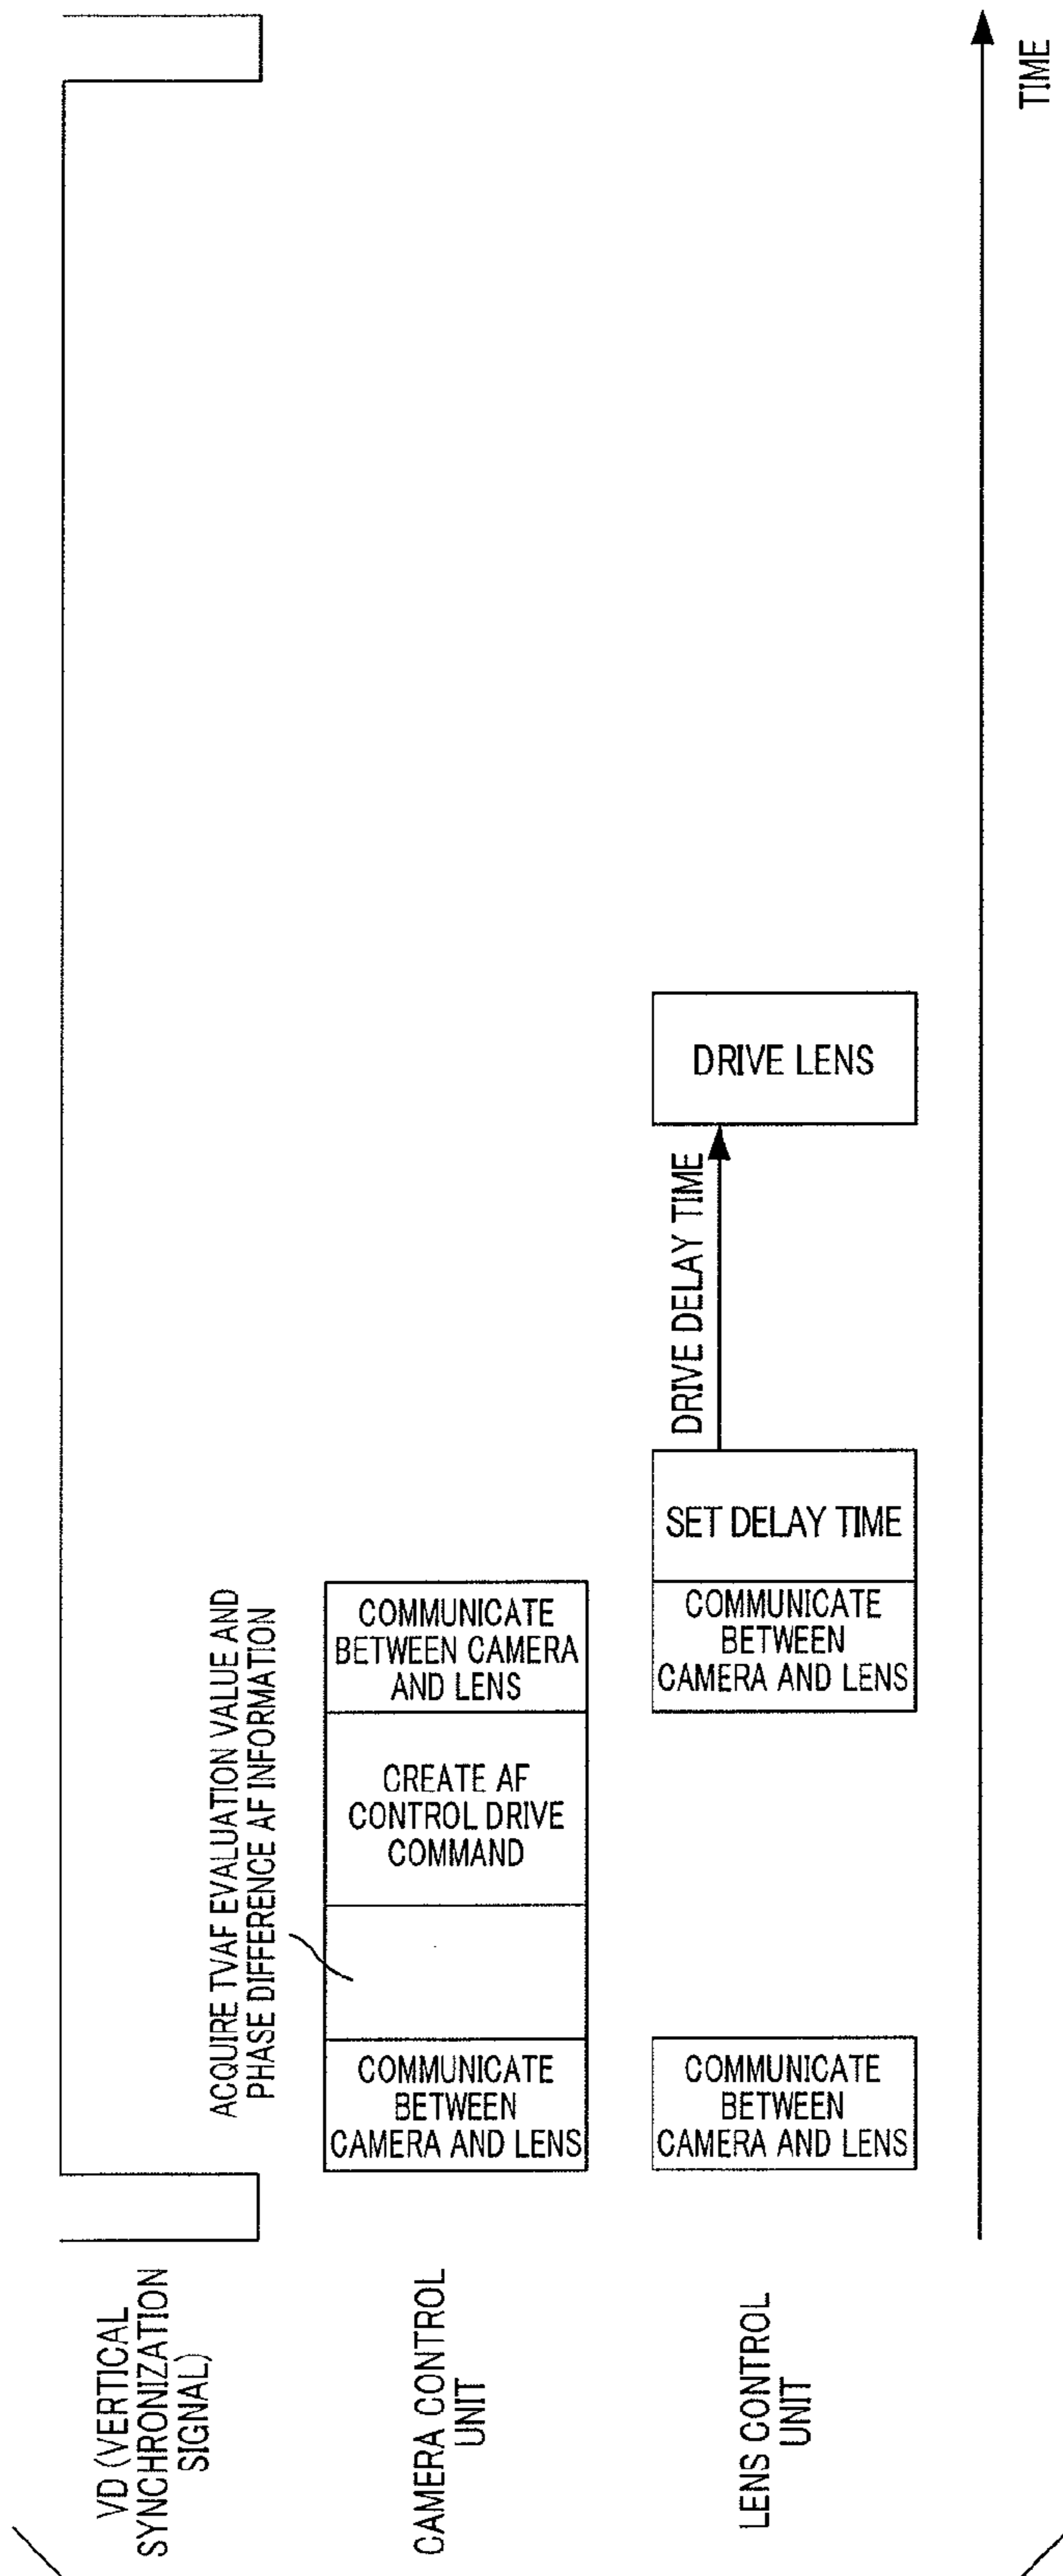 VD (VERTICAL
SYNCHRONIZATION
SIGNAL)
CAMERA CONTROL
UNIT
LENS CONTROL
UNIT
ACQUIRE TVAF EVALUATION VALUE AND
PHASE DIFFERENCE AF INFORMATION
COMMUNICATE
BETWEEN
CAMERA AND LENS
CREATE AF
CONTROL DRIVE
COMMAND
COMMUNICATE
BETWEEN CAMERA
AND LENS
COMMUNICATE
BETWEEN
CAMERA AND LENS
COMMUNICATE
BETWEEN
CAMERA AND LENS
SET DELAY TIME
DRIVE DELAY TIME
DRIVE LENS
TIME